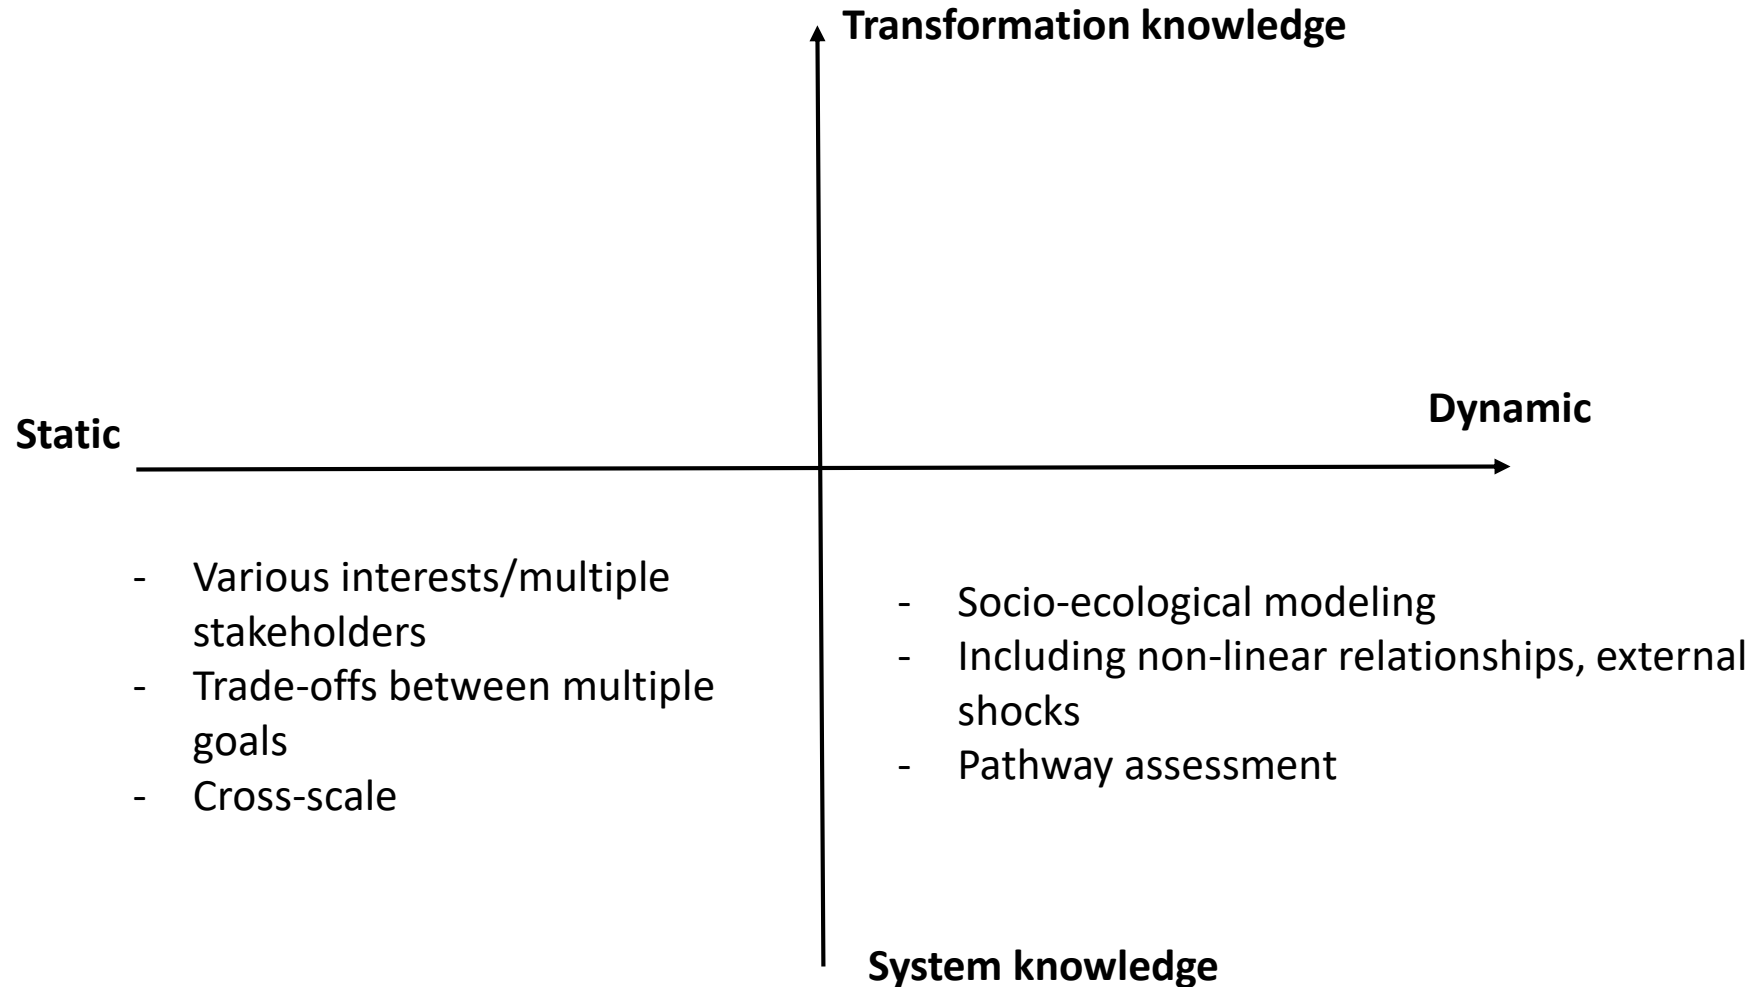 Transformation knowledge
Dynamic
Static
- Various interests/multiple
stakeholders
- Trade-offs between multiple
goals
- Cross-scale
- Socio-ecological modeling
- Including non-linear relationships, external
shocks
- Pathway assessment
System knowledge